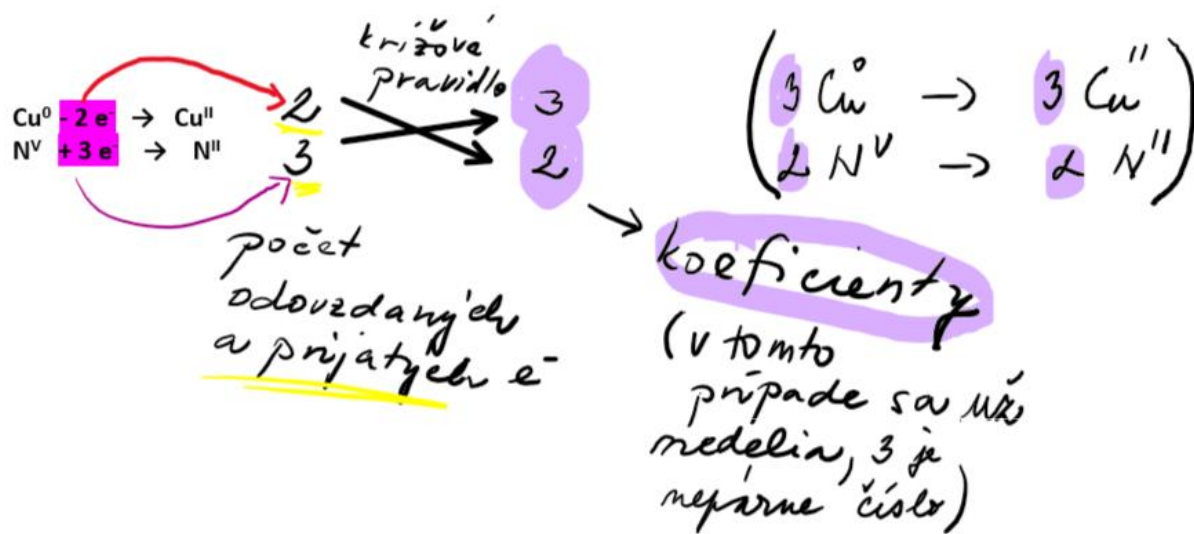 Cu⁰ - 2 e⁻ → Cuᴵᴵ
Nⱽ + 3 e⁻ → Nᴵᴵ
2
3
krížové
pravidlo
3
2
(3 Cu⁰ → 3 Cuᴵᴵ
2 Nⱽ → 2 Nᴵᴵ)
počet
odovzdaných
a prijatých e⁻
koeficienty
(v tomto
prípade sa už
nedelia, 3 je
nepárne číslo)